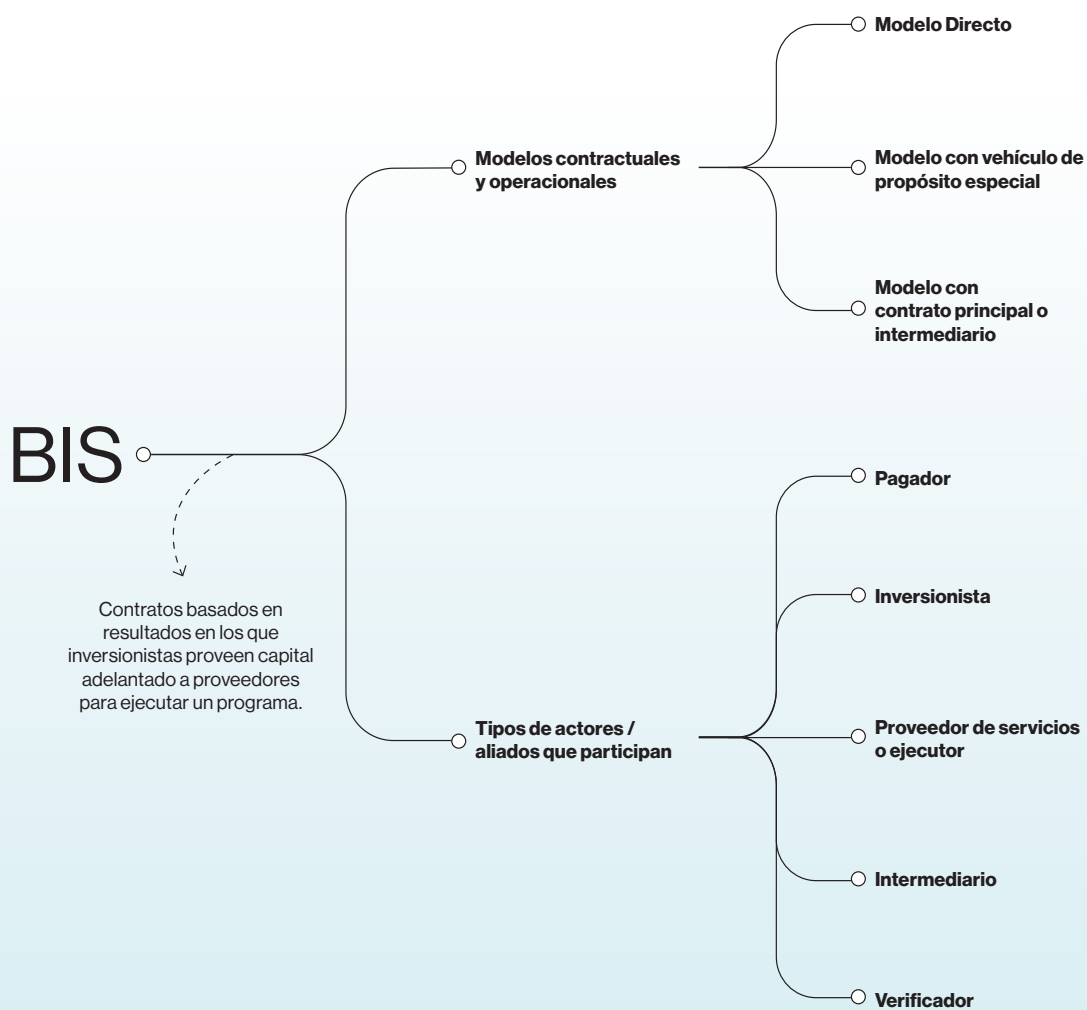 BIS
Contratos basados en
resultados en los que
inversionistas proveen capital
adelantado a proveedores
para ejecutar un programa.
Modelos contractuales
y operacionales
Modelo Directo
Modelo con vehículo de
propósito especial
Modelo con
contrato principal o
intermediario
Tipos de actores /
aliados que participan
Pagador
Inversionista
Proveedor de servicios
o ejecutor
Intermediario
Verificador